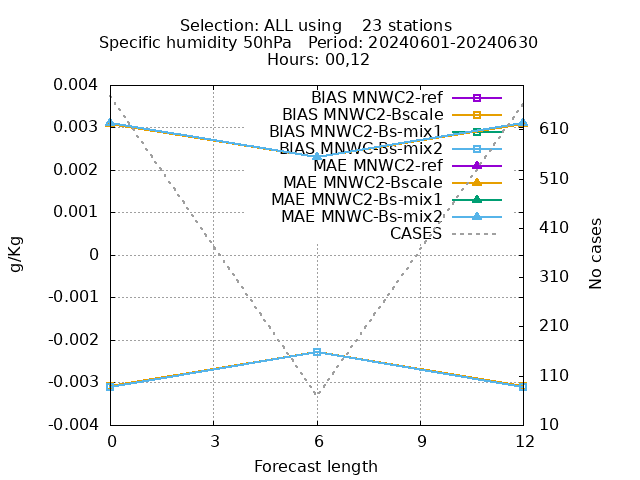 Selection: ALL using    23 stations
Specific humidity 50hPa   Period: 20240601-20240630
Hours: 00,12
BIAS MNWC2-ref
BIAS MNWC2-Bscale
BIAS MNWC2-Bs-mix1
BIAS MNWC-Bs-mix2
MAE MNWC2-ref
MAE MNWC2-Bscale
MAE MNWC2-Bs-mix1
MAE MNWC-Bs-mix2
CASES
0.004
0.003
0.002
0.001
0
-0.001
-0.002
-0.003
-0.004
g/Kg
610
510
410
310
210
110
10
No cases
0 3 6 9 12
Forecast length